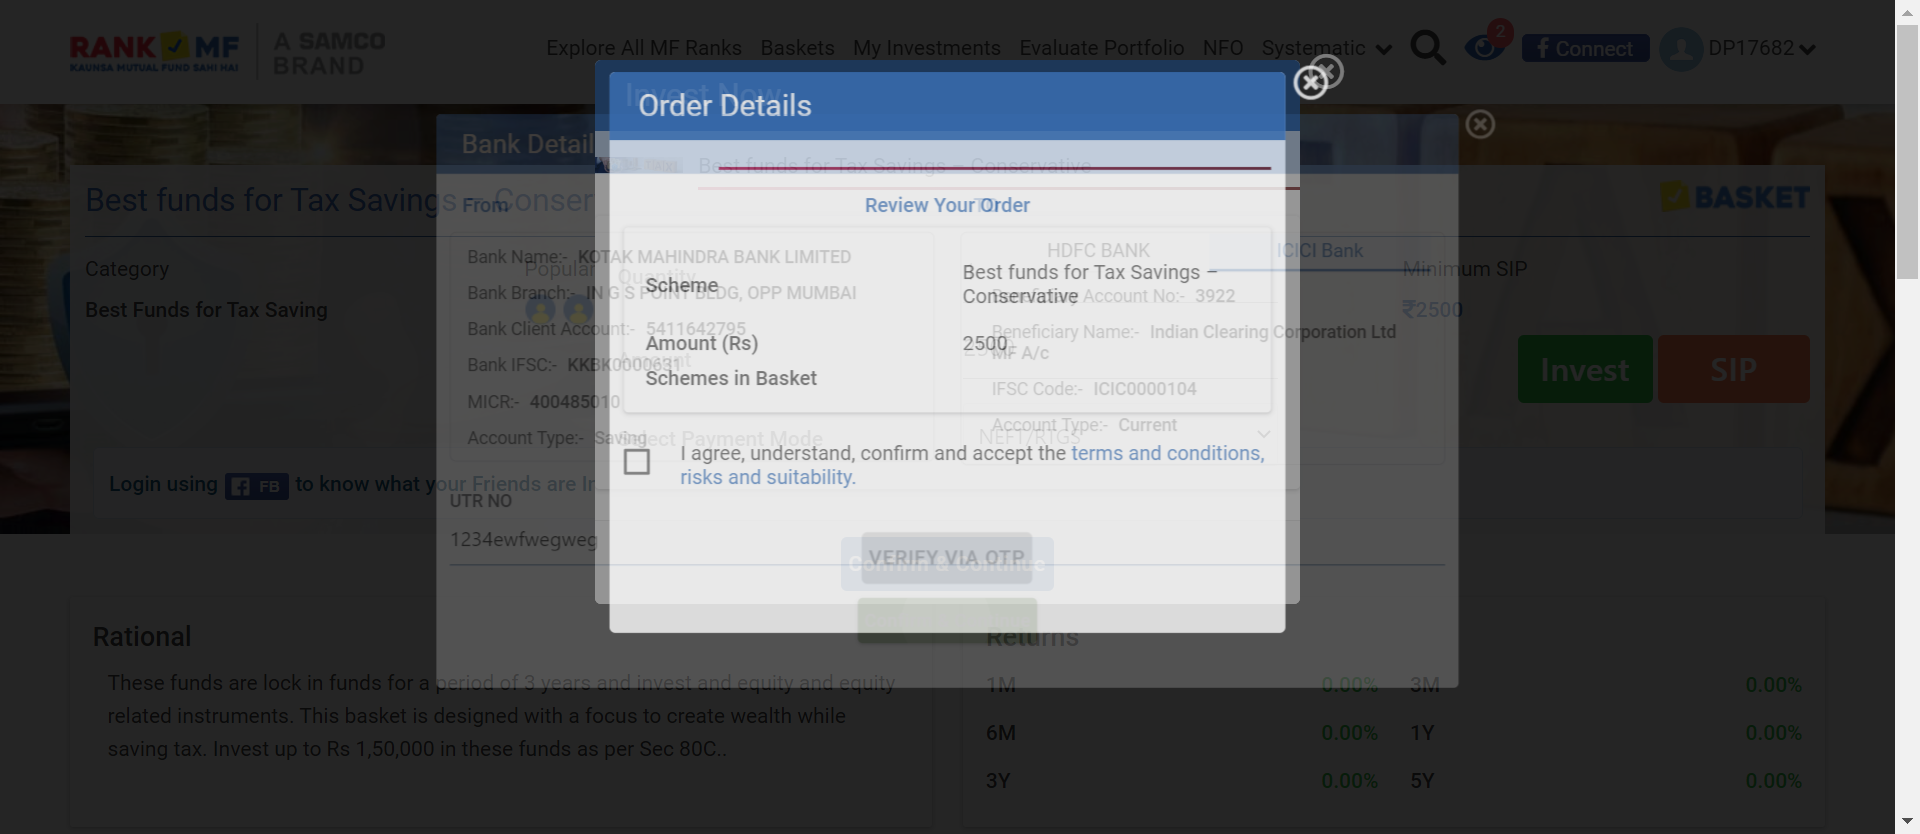 RANK MF
KAUNSA MUTUAL FUND SAHI HAI
A SAMCO
BRAND
Explore All MF Ranks
Baskets
My Investments
Evaluate Portfolio
NFO
Systematic
2
f Connect
DP17682
Invest Now
Order Details
Bank Detail
Best funds for Tax Savings – Conservative
Best funds for Tax Savings – Conser
BASKET
From
Review Your Order
Category
Best Funds for Tax Saving
Popular
Bank Name:- KOTAK MAHINDRA BANK LIMITED
HDFC BANK
ICICI Bank
Minimum SIP
₹2500
Quantity
Scheme
Best funds for Tax Savings –
Conservative
Bank Branch:- IN G S POINT BLDG, OPP MUMBAI
Beneficiary Account No:- 3922
Bank Client Account:- 5411642795
Beneficiary Name:- Indian Clearing Corporation Ltd
MF A/c
Amount (Rs)
2500
Amount
Bank IFSC:- KKBK0000631
Schemes in Basket
IFSC Code:- ICIC0000104
MICR:- 400485010
Account Type:- Current
Account Type:- Saving
Select Payment Mode
NEFT/RTGS
Invest
SIP
I agree, understand, confirm and accept the terms and conditions,
risks and suitability.
Login using FB to know what your Friends are In
UTR NO
1234ewfwegweg
VERIFY VIA OTP
Confirm & Continue
Rational
These funds are lock in funds for a period of 3 years and invest and equity and equity
related instruments. This basket is designed with a focus to create wealth while
saving tax. Invest up to Rs 1,50,000 in these funds as per Sec 80C..
Returns
1M 0.00% 3M 0.00%
6M 0.00% 1Y 0.00%
3Y 0.00% 5Y 0.00%